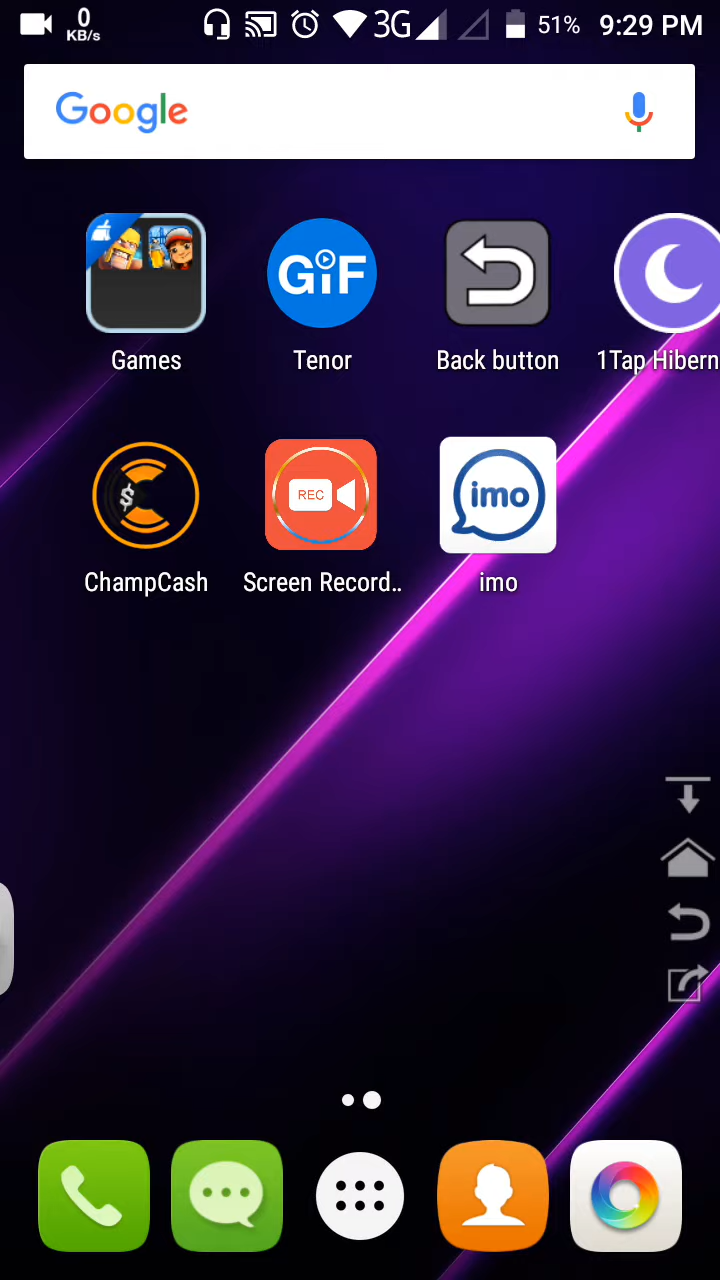 0
KB/s
3G
51%
9:29 PM
Google
Games
GIF
Tenor
Back button
1Tap Hibern
$
ChampCash
REC
Screen Record..
imo
imo